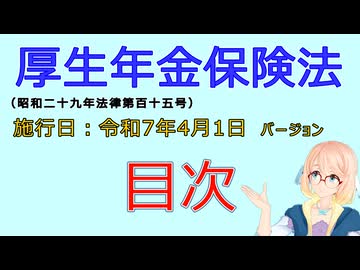 厚生年金保険法
（昭和二十九年法律第百十五号）
施行日：令和7年4月1日 バージョン
目次